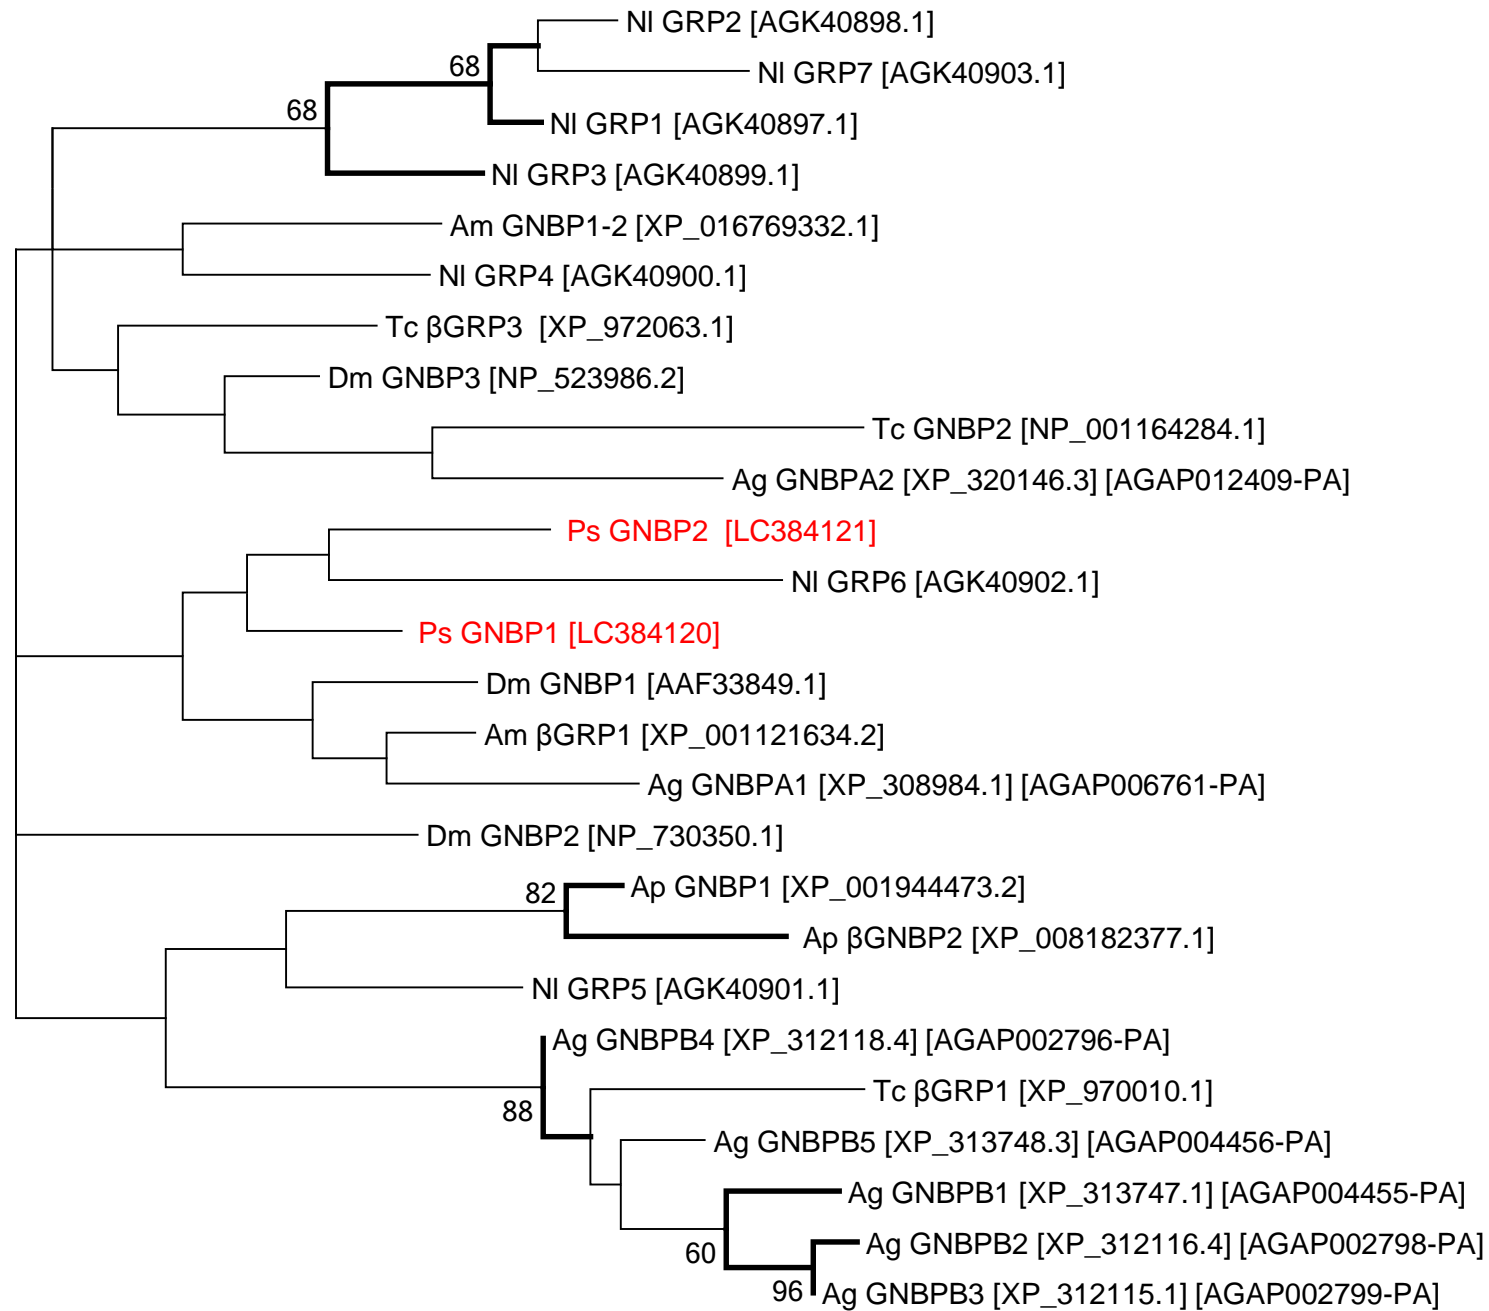 Nl GRP2 [AGK40898.1]
68
Nl GRP7 [AGK40903.1]
68
Nl GRP1 [AGK40897.1]
Nl GRP3 [AGK40899.1]
Am GNBP1-2 [XP_016769332.1]
Nl GRP4 [AGK40900.1]
Tc βGRP3 [XP_972063.1]
Dm GNBP3 [NP_523986.2]
Tc GNBP2 [NP_001164284.1]
Ag GNBPA2 [XP_320146.3] [AGAP012409-PA]
Ps GNBP2 [LC384121]
Nl GRP6 [AGK40902.1]
Ps GNBP1 [LC384120]
Dm GNBP1 [AAF33849.1]
Am βGRP1 [XP_001121634.2]
Ag GNBPA1 [XP_308984.1] [AGAP006761-PA]
Dm GNBP2 [NP_730350.1]
82
Ap GNBP1 [XP_001944473.2]
Ap βGNBP2 [XP_008182377.1]
Nl GRP5 [AGK40901.1]
Ag GNBPB4 [XP_312118.4] [AGAP002796-PA]
Tc βGRP1 [XP_970010.1]
88
Ag GNBPB5 [XP_313748.3] [AGAP004456-PA]
Ag GNBPB1 [XP_313747.1] [AGAP004455-PA]
Ag GNBPB2 [XP_312116.4] [AGAP002798-PA]
60
96
Ag GNBPB3 [XP_312115.1] [AGAP002799-PA]